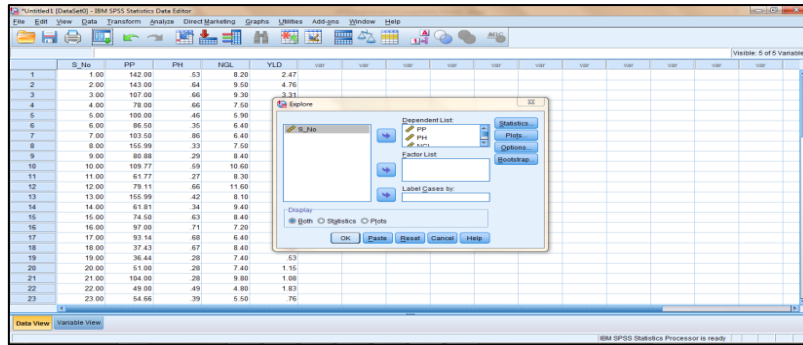 *Untitled1 [DataSet0] - IBM SPSS Statistics Data Editor
File Edit View Data Transform Analyze Direct Marketing Graphs Utilities Add-ons Window Help
Visible: 5 of 5 Variable
S_No PP PH NGL YLD var var var var var var var var var
1 1.00 142.00 .53 8.20 2.47
2 2.00 143.00 .64 9.50 4.76
3 3.00 107.00 .66 9.30 3.31
4 4.00 78.00 .66 7.50
5 5.00 100.00 .46 5.90
6 6.00 86.50 .35 6.40
7 7.00 103.50 .86 6.40
8 8.00 155.99 .33 7.50
9 9.00 80.88 .29 8.40
10 10.00 109.77 .59 10.60
11 11.00 61.77 .27 8.30
12 12.00 79.11 .66 11.60
13 13.00 155.99 .42 8.10
14 14.00 61.81 .34 9.40
15 15.00 74.50 .63 8.40
16 16.00 97.00 .71 7.20
17 17.00 93.14 .68 6.40
18 18.00 37.43 .67 8.40
19 19.00 36.44 .28 7.40 .53
20 20.00 51.00 .28 7.40 1.15
21 21.00 104.00 .28 9.80 1.08
22 22.00 49.00 .49 4.80 1.83
23 23.00 54.66 .39 5.50 .76
Explore
S_No
Dependent List:
PP
PH
NGL
Factor List:
Label Cases by:
Statistics...
Plots...
Options...
Bootstrap...
Display
Both Statistics Plots
OK Paste Reset Cancel Help
Data View Variable View
IBM SPSS Statistics Processor is ready